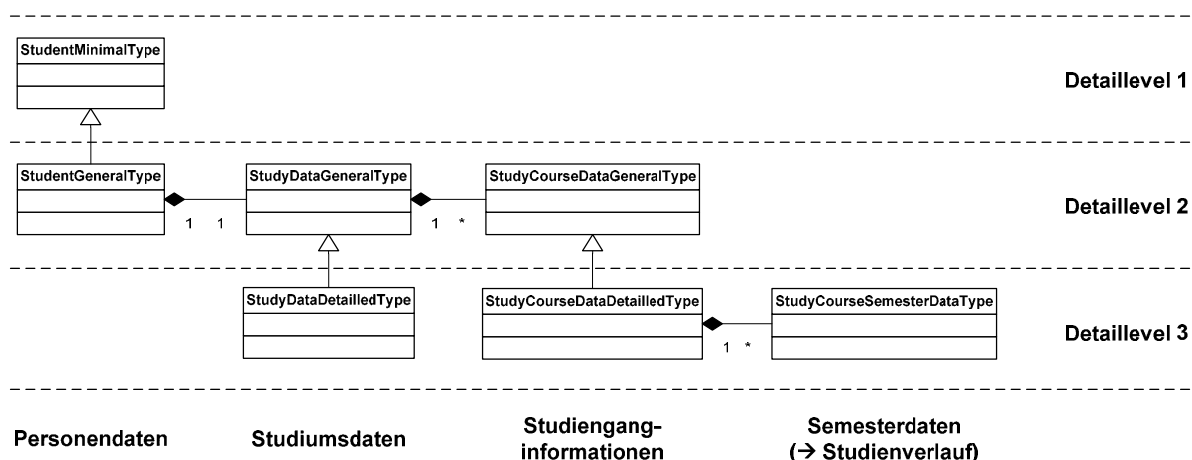 StudentMinimalType
Detaillevel 1
StudentGeneralType
StudyDataGeneralType
StudyCourseDataGeneralType
1 1
1 *
Detaillevel 2
StudyDataDetailledType
StudyCourseDataDetailledType
StudyCourseSemesterDataType
1 *
Detaillevel 3
Personendaten
Studiumsdaten
Studiengang-
informationen
Semesterdaten
(→ Studienverlauf)